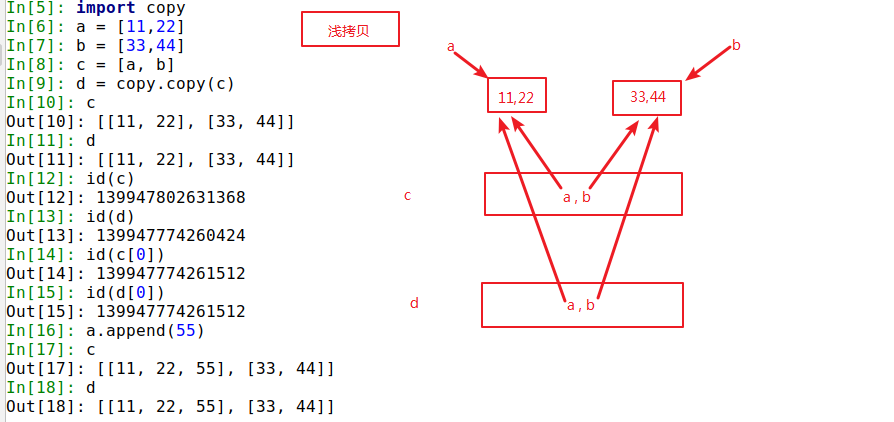 In[5]: import copy
In[6]: a = [11,22]
In[7]: b = [33,44]
In[8]: c = [a, b]
In[9]: d = copy.copy(c)
In[10]: c
Out[10]: [[11, 22], [33, 44]]
In[11]: d
Out[11]: [[11, 22], [33, 44]]
In[12]: id(c)
Out[12]: 139947802631368
In[13]: id(d)
Out[13]: 139947774260424
In[14]: id(c[0])
Out[14]: 139947774261512
In[15]: id(d[0])
Out[15]: 139947774261512
In[16]: a.append(55)
In[17]: c
Out[17]: [[11, 22, 55], [33, 44]]
In[18]: d
Out[18]: [[11, 22, 55], [33, 44]]
浅拷贝
a
b
11,22
33,44
c
a , b
d
a , b